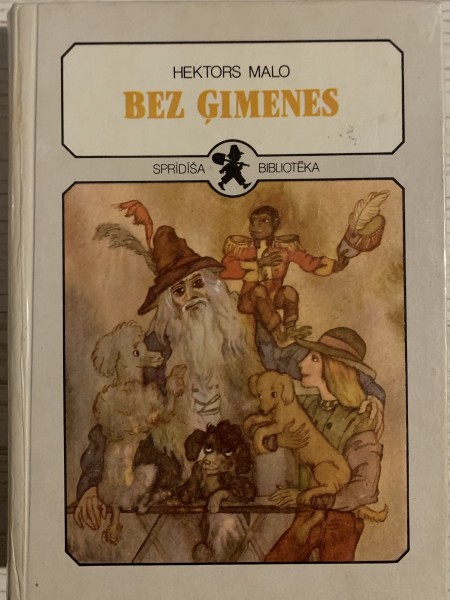 HEKTORS MALO
BEZ ĢIMENES
SPRĪDĪŠA BIBLIOTĒKA